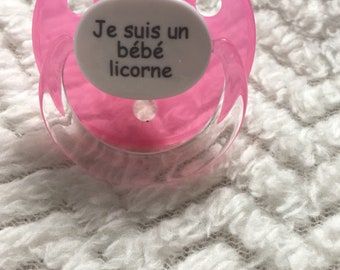 Je suis un
bébé
licorne